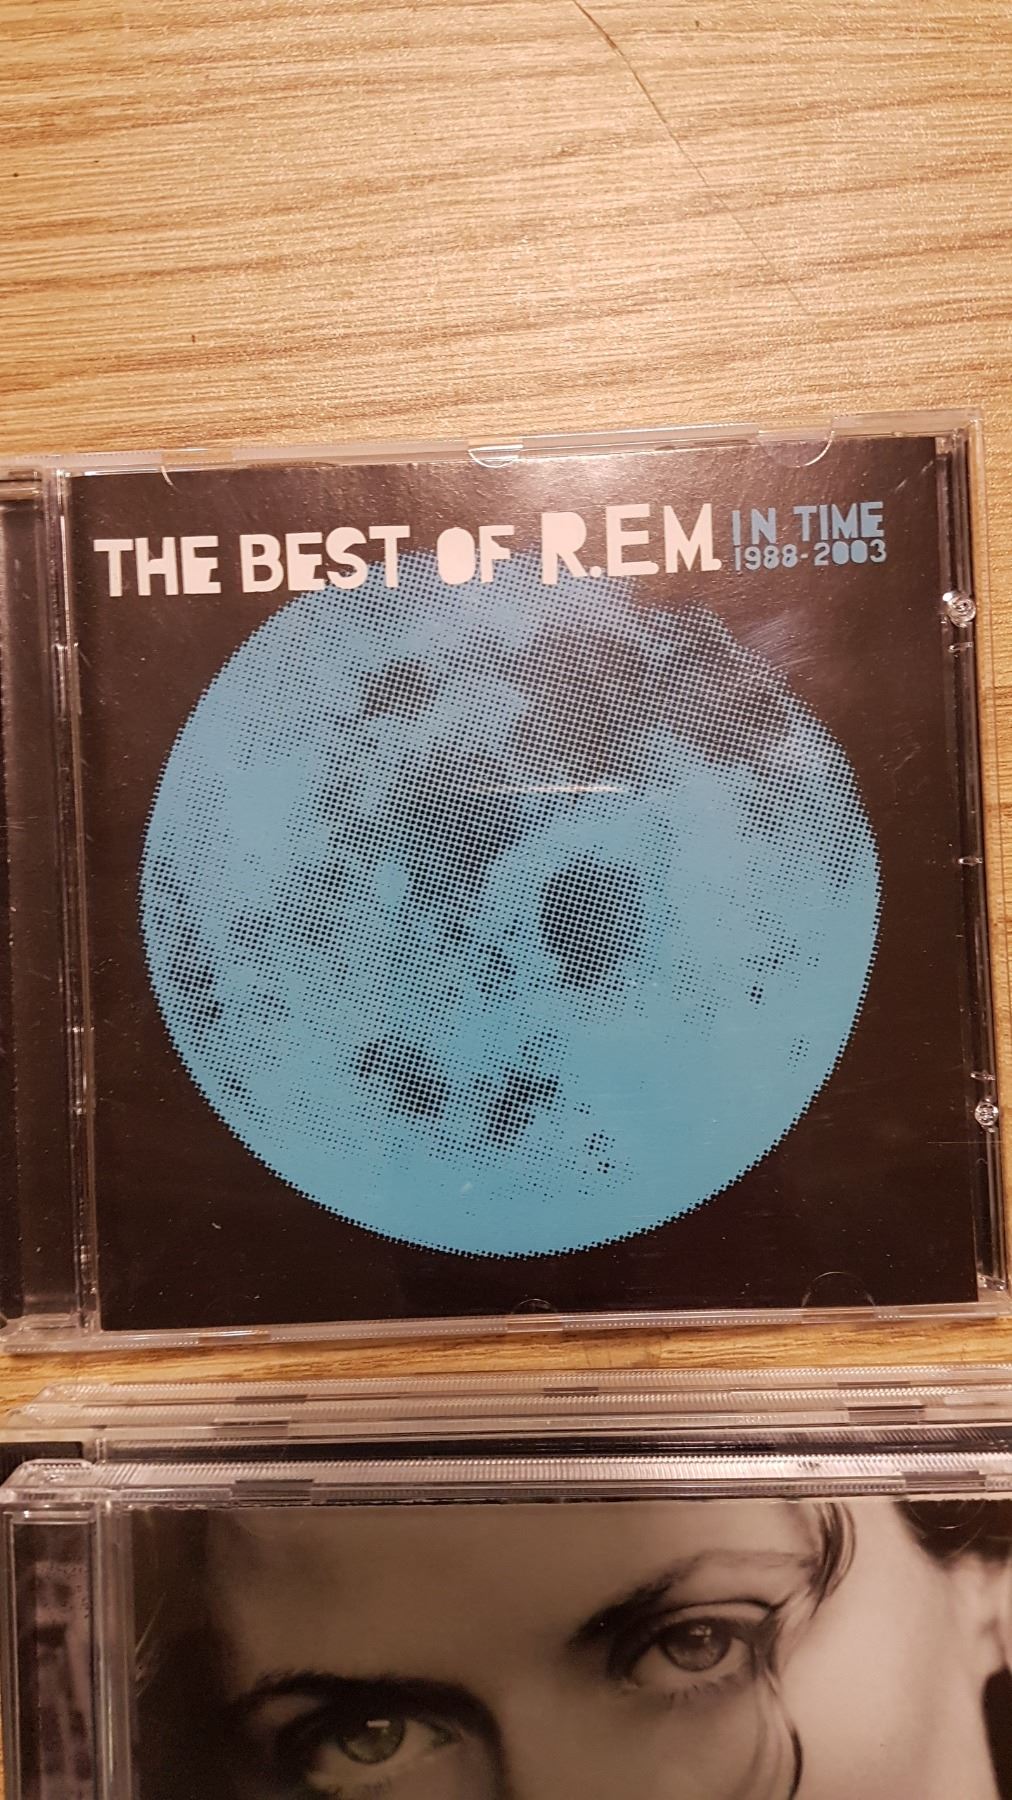 THE BEST OF R.E.M. IN TIME
1988-2003